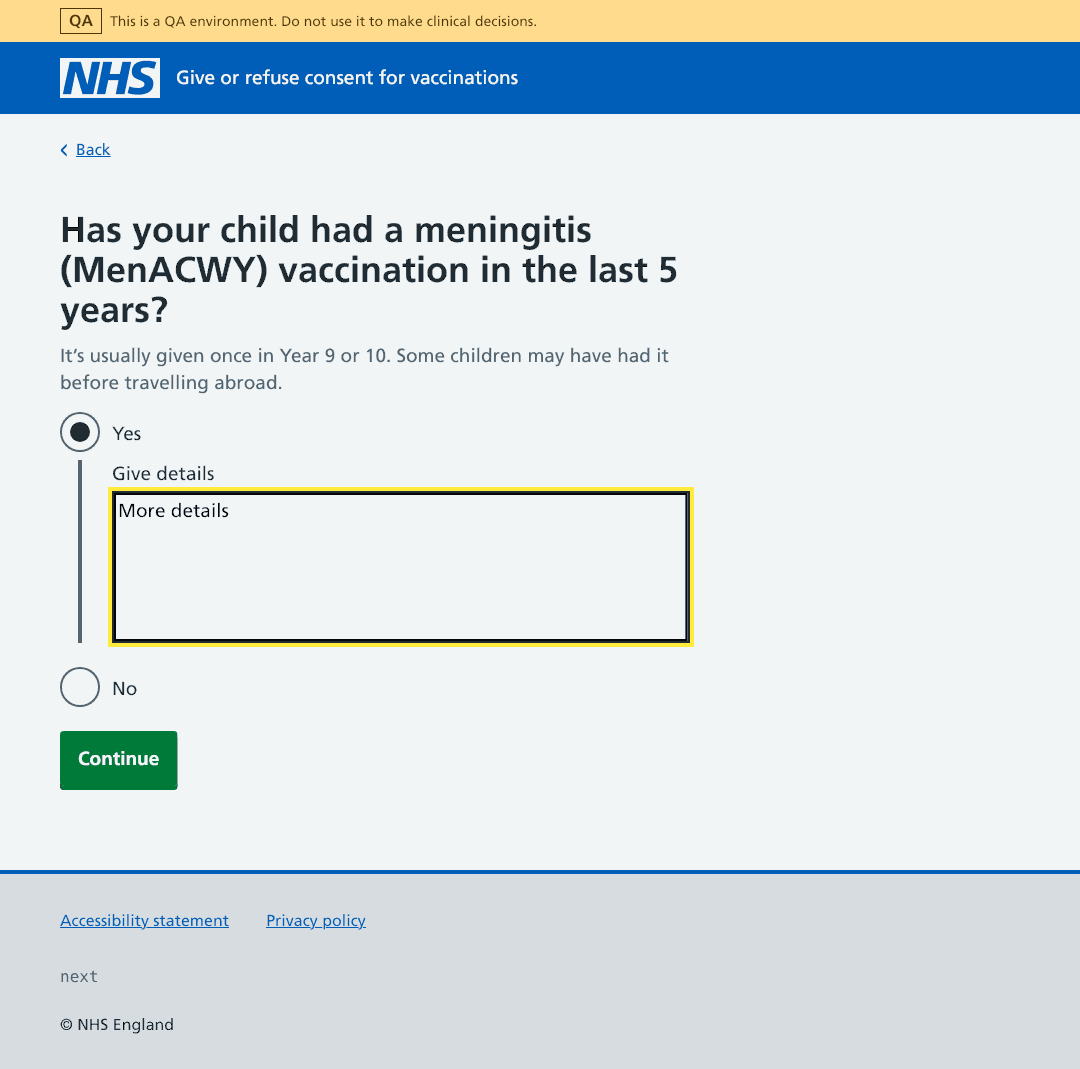 QA This is a QA environment. Do not use it to make clinical decisions.
NHS Give or refuse consent for vaccinations
Back
Has your child had a meningitis
(MenACWY) vaccination in the last 5
years?
It’s usually given once in Year 9 or 10. Some children may have had it
before travelling abroad.
Yes
Give details
More details
No
Continue
Accessibility statement Privacy policy
next
© NHS England